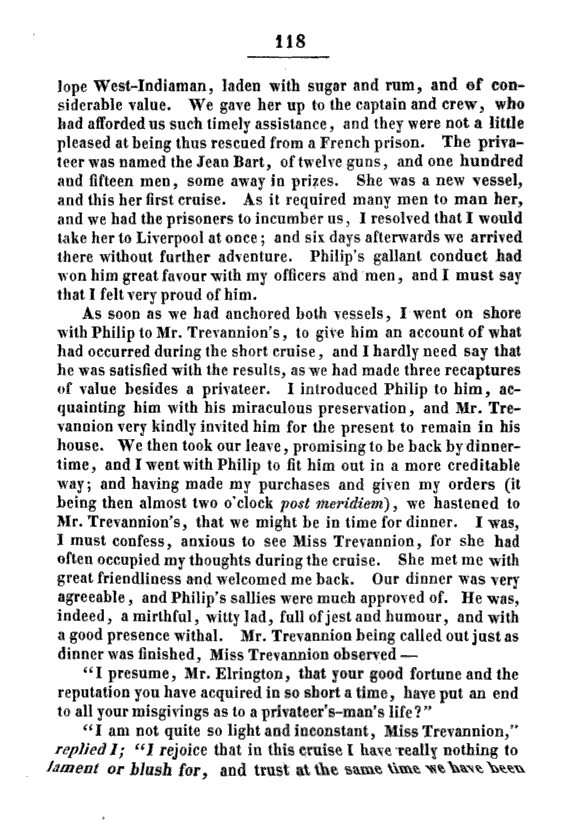 118
lope West-Indiaman, laden with sugar and rum, and of con-
siderable value. We gave her up to the captain and crew, who
had afforded us such timely assistance, and they were not a little
pleased at being thus rescued from a French prison. The priva-
teer was named the Jean Bart, of twelve guns, and one hundred
and fifteen men, some away in prizes. She was a new vessel,
and this her first cruise. As it required many men to man her,
and we had the prisoners to incumber us, I resolved that I would
take her to Liverpool at once; and six days afterwards we arrived
there without further adventure. Philip's gallant conduct had
won him great favour with my officers and men, and I must say
that I felt very proud of him.
As soon as we had anchored both vessels, I went on shore
with Philip to Mr. Trevannion's, to give him an account of what
had occurred during the short cruise, and I hardly need say that
he was satisfied with the results, as we had made three recaptures
of value besides a privateer. I introduced Philip to him, ac-
quainting him with his miraculous preservation, and Mr. Tre-
vannion very kindly invited him for the present to remain in his
house. We then took our leave, promising to be back by dinner-
time, and I went with Philip to fit him out in a more creditable
way; and having made my purchases and given my orders (it
being then almost two o'clock post meridiem), we hastened to
Mr. Trevannion's, that we might be in time for dinner. I was,
I must confess, anxious to see Miss Trevannion, for she had
often occupied my thoughts during the cruise. She met me with
great friendliness and welcomed me back. Our dinner was very
agreeable, and Philip's sallies were much approved of. He was,
indeed, a mirthful, witty lad, full of jest and humour, and with
a good presence withal. Mr. Trevannion being called out just as
dinner was finished, Miss Trevannion observed —
"I presume, Mr. Elrington, that your good fortune and the
reputation you have acquired in so short a time, have put an end
to all your misgivings as to a privateer's-man's life?"
"I am not quite so light and inconstant, Miss Trevannion,"
replied I; "I rejoice that in this cruise I have really nothing to
lament or blush for, and trust at the same time we have been